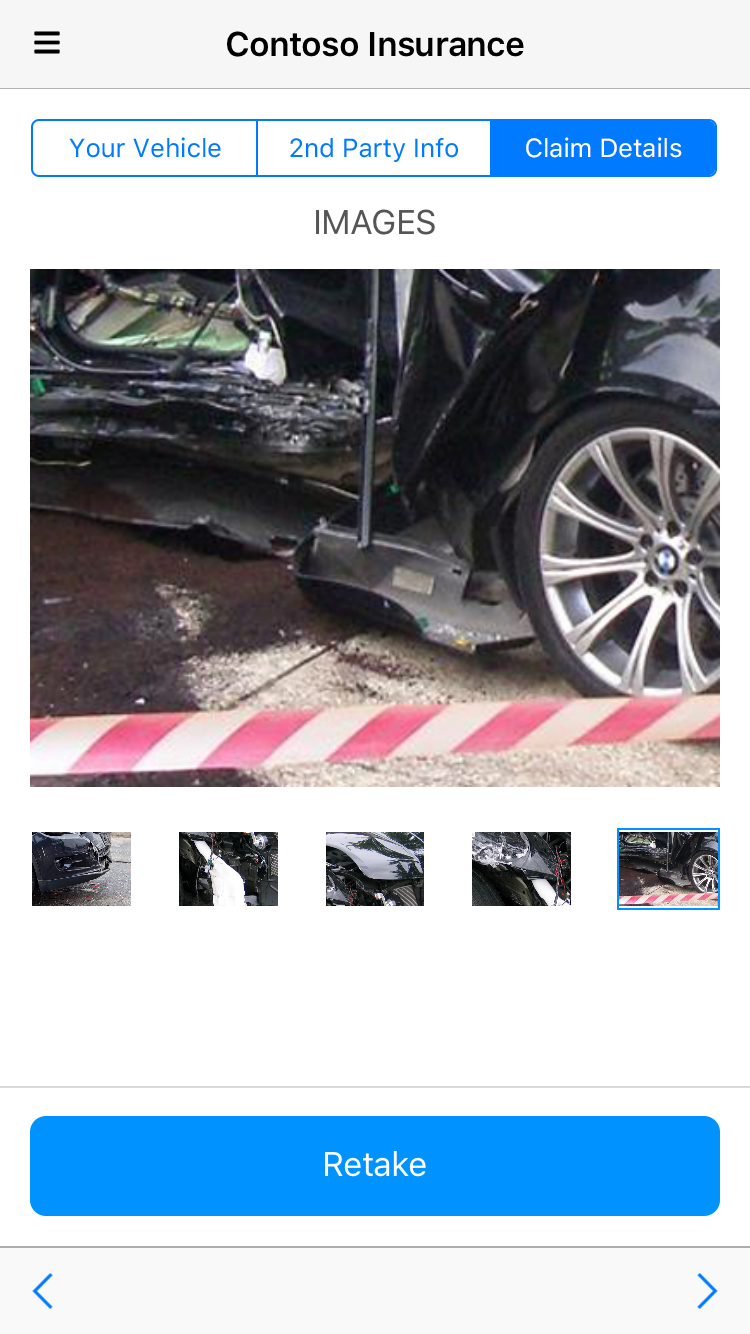 Contoso Insurance
Your Vehicle
2nd Party Info
Claim Details
IMAGES
Retake